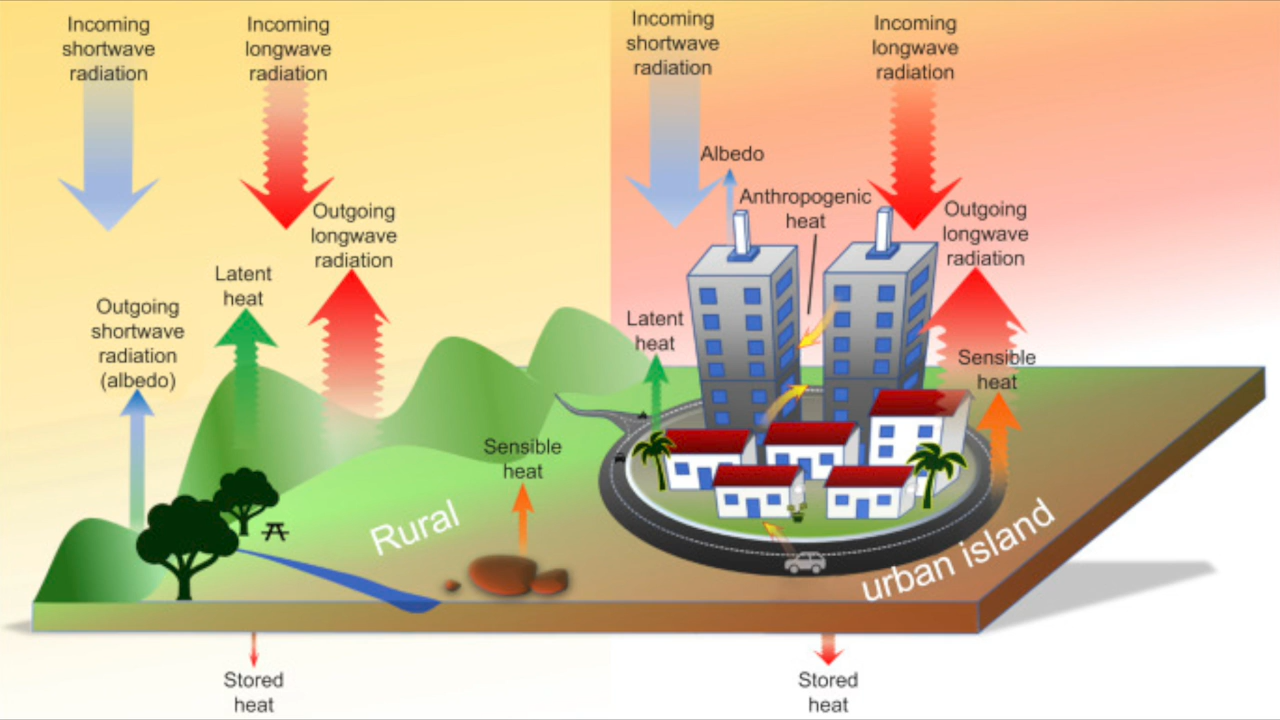 Incoming
shortwave
radiation
Incoming
longwave
radiation
Outgoing
longwave
radiation
Latent
heat
Outgoing
shortwave
radiation
(albedo)
Sensible
heat
Rural
Stored
heat
Incoming
shortwave
radiation
Incoming
longwave
radiation
Albedo
Anthropogenic
heat
Outgoing
longwave
radiation
Latent
heat
Sensible
heat
urban island
Stored
heat